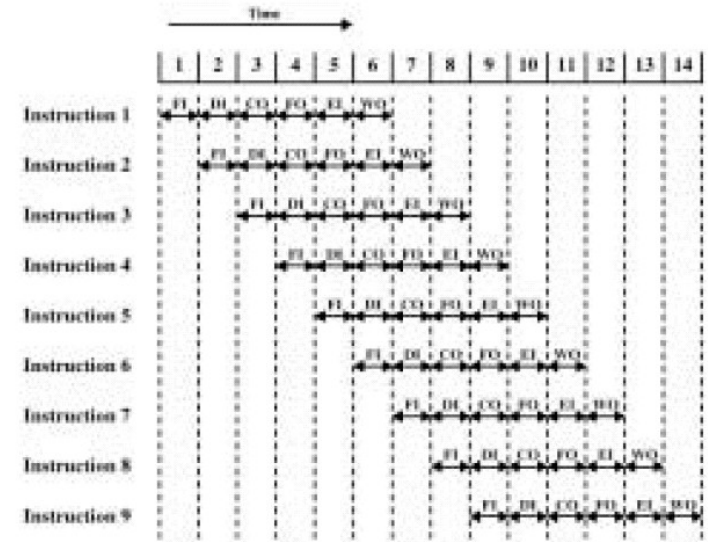 Time
1 2 3 4 5 6 7 8 9 10 11 12 13 14
Instruction 1 FI DI CO FO EI WO
Instruction 2 FI DI CO FO EI WO
Instruction 3 FI DI CO FO EI WO
Instruction 4 FI DI CO FO EI WO
Instruction 5 FI DI CO FO EI WO
Instruction 6 FI DI CO FO EI WO
Instruction 7 FI DI CO FO EI WO
Instruction 8 FI DI CO FO EI WO
Instruction 9 FI DI CO FO EI WO